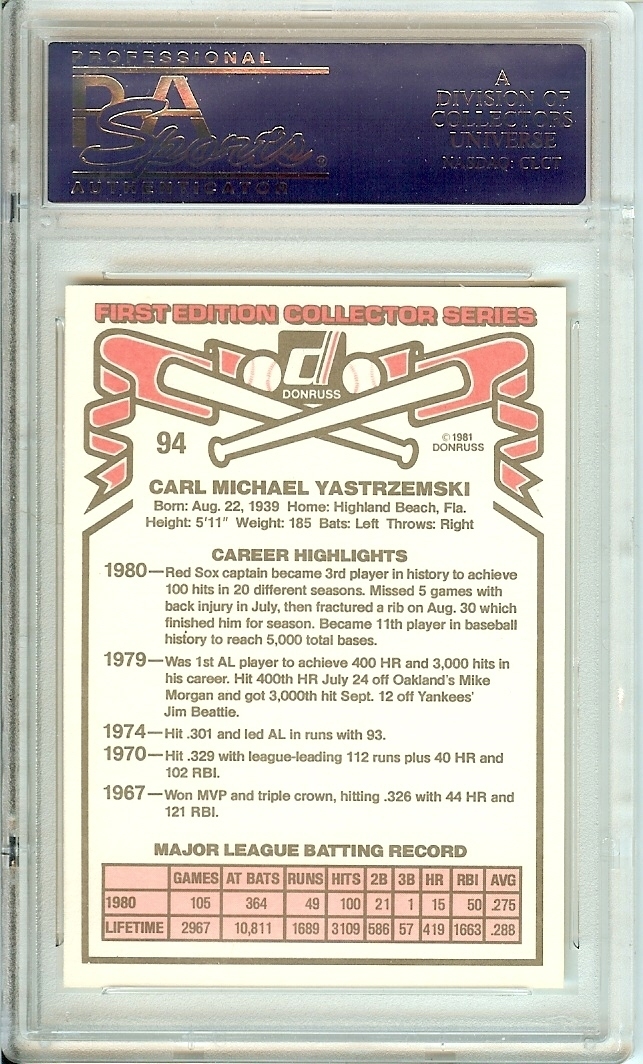 PROFESSIONAL
PSA
Sports®
AUTHENTICATOR
A
DIVISION OF
COLLECTORS
UNIVERSE
NASDAQ: CLCT
FIRST EDITION COLLECTOR SERIES
d
DONRUSS
94
© 1981
DONRUSS
CARL MICHAEL YASTRZEMSKI
Born: Aug. 22, 1939 Home: Highland Beach, Fla.
Height: 5'11" Weight: 185 Bats: Left Throws: Right
CAREER HIGHLIGHTS
1980—Red Sox captain became 3rd player in history to achieve
100 hits in 20 different seasons. Missed 5 games with
back injury in July, then fractured a rib on Aug. 30 which
finished him for season. Became 11th player in baseball
history to reach 5,000 total bases.
1979—Was 1st AL player to achieve 400 HR and 3,000 hits in
his career. Hit 400th HR July 24 off Oakland's Mike
Morgan and got 3,000th hit Sept. 12 off Yankees'
Jim Beattie.
1974—Hit .301 and led AL in runs with 93.
1970—Hit .329 with league-leading 112 runs plus 40 HR and
102 RBI.
1967—Won MVP and triple crown, hitting .326 with 44 HR and
121 RBI.
MAJOR LEAGUE BATTING RECORD
GAMES AT BATS RUNS HITS 2B 3B HR RBI AVG
1980 105 364 49 100 21 1 15 50 .275
LIFETIME 2967 10,811 1689 3109 586 57 419 1663 .288